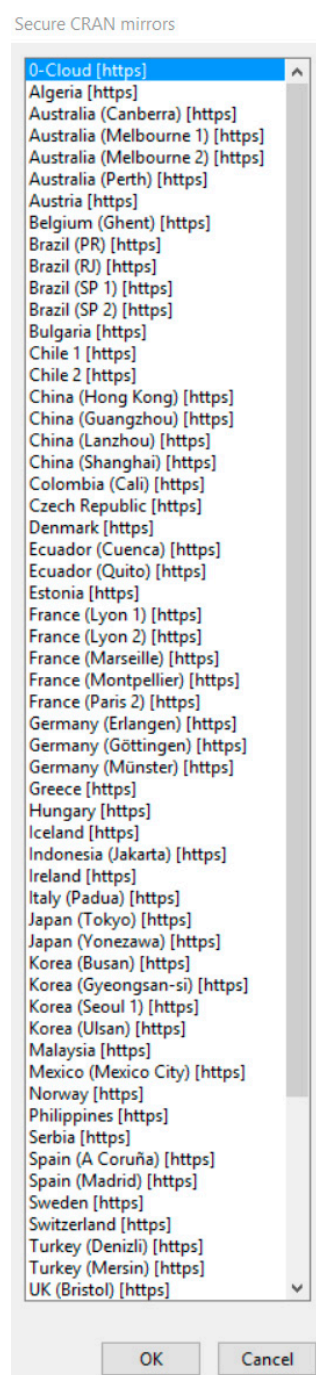 Secure CRAN mirrors
0-Cloud [https]
Algeria [https]
Australia (Canberra) [https]
Australia (Melbourne 1) [https]
Australia (Melbourne 2) [https]
Australia (Perth) [https]
Austria [https]
Belgium (Ghent) [https]
Brazil (PR) [https]
Brazil (RJ) [https]
Brazil (SP 1) [https]
Brazil (SP 2) [https]
Bulgaria [https]
Chile 1 [https]
Chile 2 [https]
China (Hong Kong) [https]
China (Guangzhou) [https]
China (Lanzhou) [https]
China (Shanghai) [https]
Colombia (Cali) [https]
Czech Republic [https]
Denmark [https]
Ecuador (Cuenca) [https]
Ecuador (Quito) [https]
Estonia [https]
France (Lyon 1) [https]
France (Lyon 2) [https]
France (Marseille) [https]
France (Montpellier) [https]
France (Paris 2) [https]
Germany (Erlangen) [https]
Germany (Göttingen) [https]
Germany (Münster) [https]
Greece [https]
Hungary [https]
Iceland [https]
Indonesia (Jakarta) [https]
Ireland [https]
Italy (Padua) [https]
Japan (Tokyo) [https]
Japan (Yonezawa) [https]
Korea (Busan) [https]
Korea (Gyeongsan-si) [https]
Korea (Seoul 1) [https]
Korea (Ulsan) [https]
Malaysia [https]
Mexico (Mexico City) [https]
Norway [https]
Philippines [https]
Serbia [https]
Spain (A Coruña) [https]
Spain (Madrid) [https]
Sweden [https]
Switzerland [https]
Turkey (Denizli) [https]
Turkey (Mersin) [https]
UK (Bristol) [https]
OK Cancel